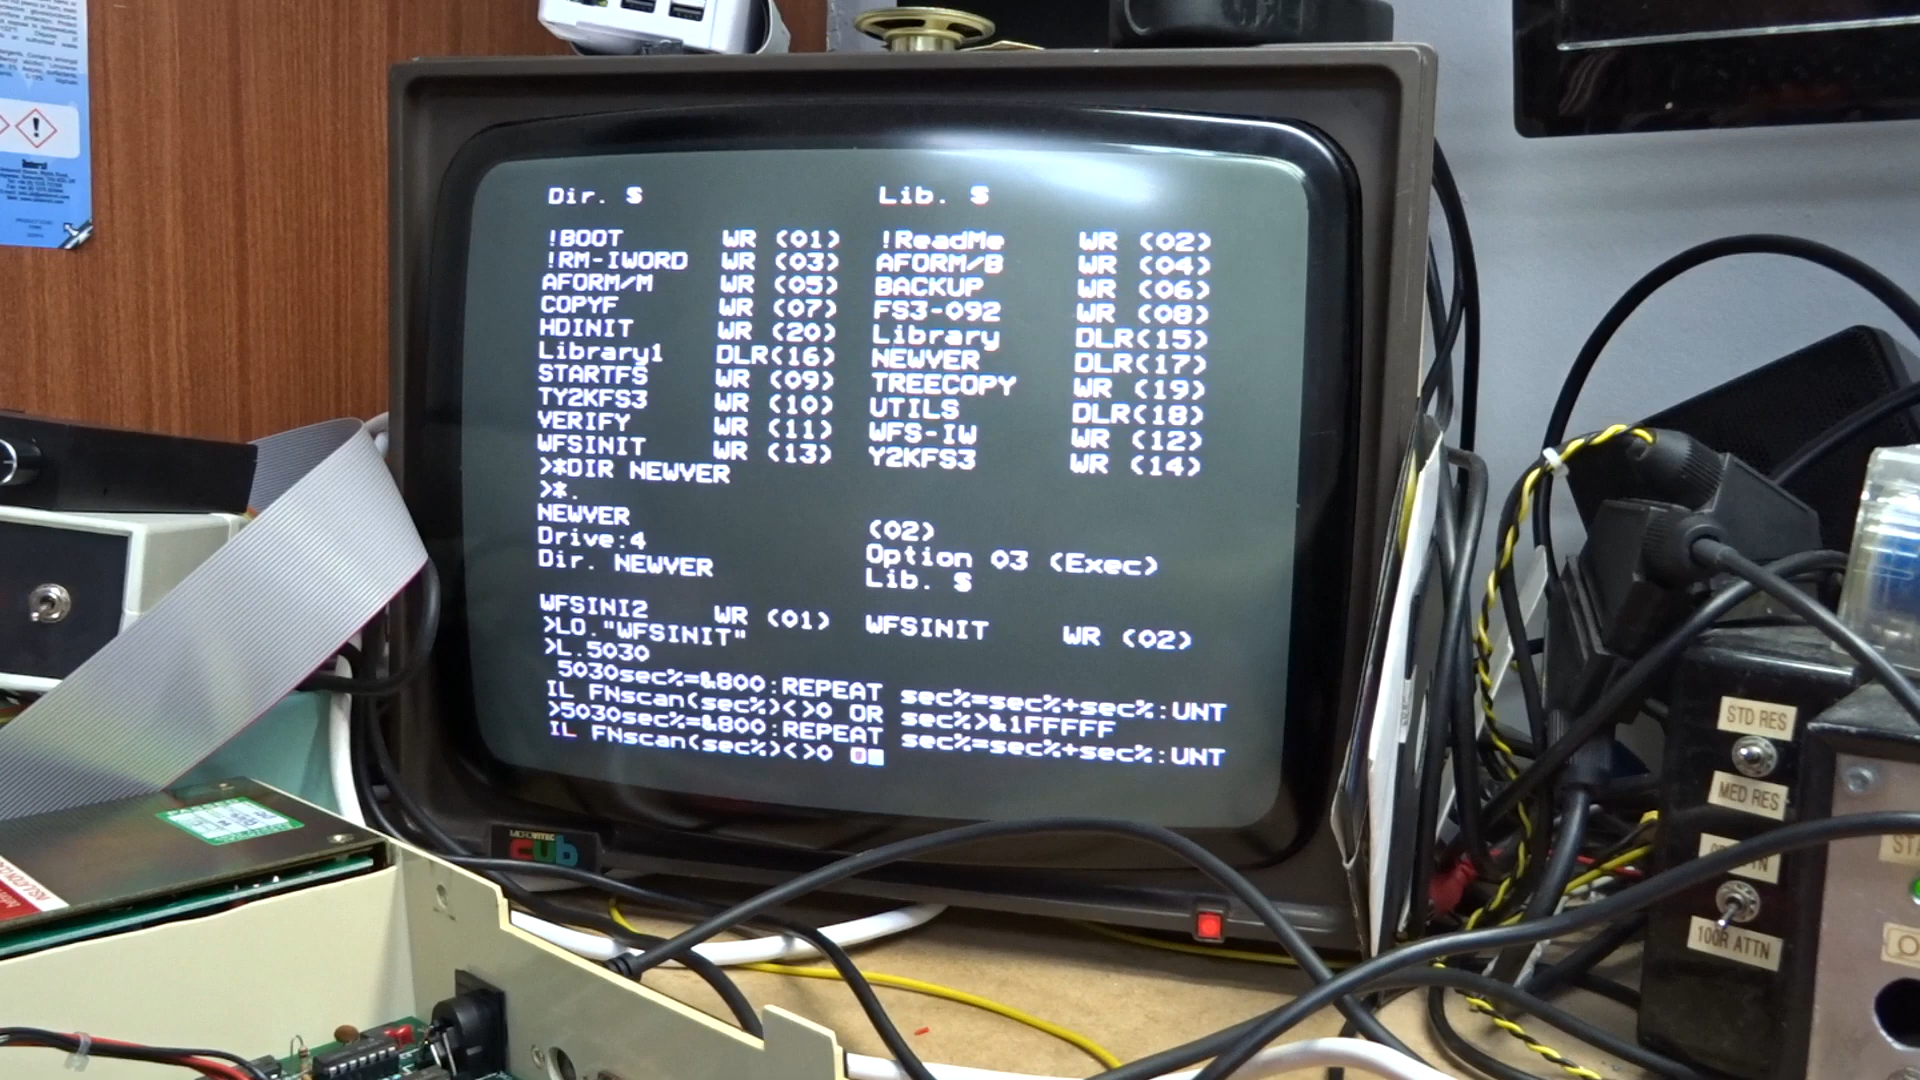 Dir. $ Lib. $
!BOOT WR (01) !ReadMe WR (02)
!RM-IWORD WR (03) AFORM/B WR (04)
AFORM/M WR (05) BACKUP WR (06)
COPYF WR (07) FS3-092 WR (08)
HDINIT WR (20) Library DLR(15)
Library1 DLR(16) NEWVER DLR(17)
STARTFS WR (09) TREECOPY WR (19)
TY2KFS3 WR (10) UTILS DLR(18)
VERIFY WR (11) WFS-IW WR (12)
WFSINIT WR (13) Y2KFS3 WR (14)
>*DIR NEWVER
>*.
NEWVER (02)
Drive:4 Option 03 (Exec)
Dir. NEWVER Lib. $
WFSINI2 WR (01) WFSINIT WR (02)
>LO."WFSINIT"
>L.5030
5030sec%=&800:REPEAT sec%=sec%+sec%:UNT
IL FNscan(sec%)<>0 OR sec%>&1FFFFF
>5030sec%=&800:REPEAT sec%=sec%+sec%:UNT
IL FNscan(sec%)<>0
MICROVITEC
cub
STD RES
MED RES
100R ATTN